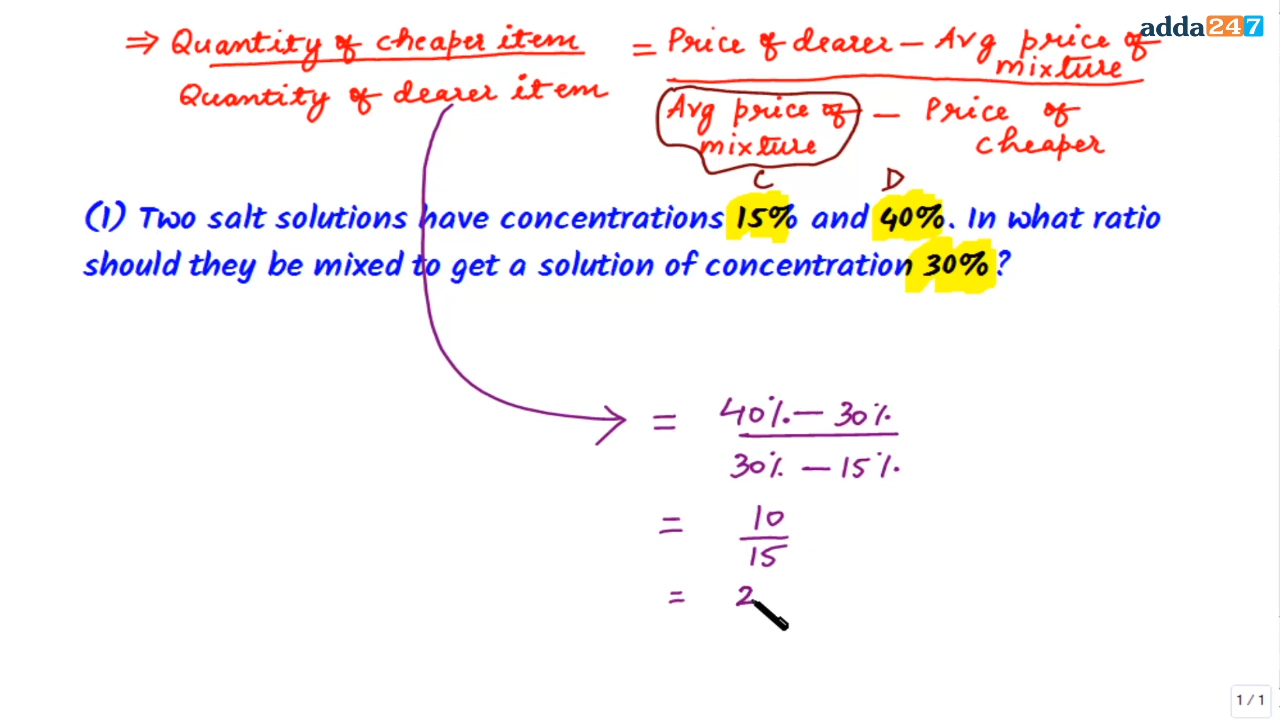 adda247
⇒ Quantity of cheaper item = Price of dearer – Avg price of mixture
Quantity of dearer item Avg price of mixture – Price of cheaper
C D
(1) Two salt solutions have concentrations 15% and 40%. In what ratio
should they be mixed to get a solution of concentration 30%?
= 40% – 30%
30% – 15%
= 10
15
= 2
1 / 1